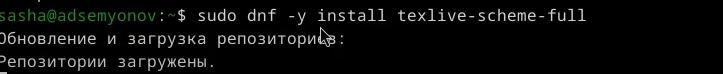 sasha@adsemyonov:~$ sudo dnf -y install texlive-scheme-full
Обновление и загрузка репозиториев:
Репозитории загружены.